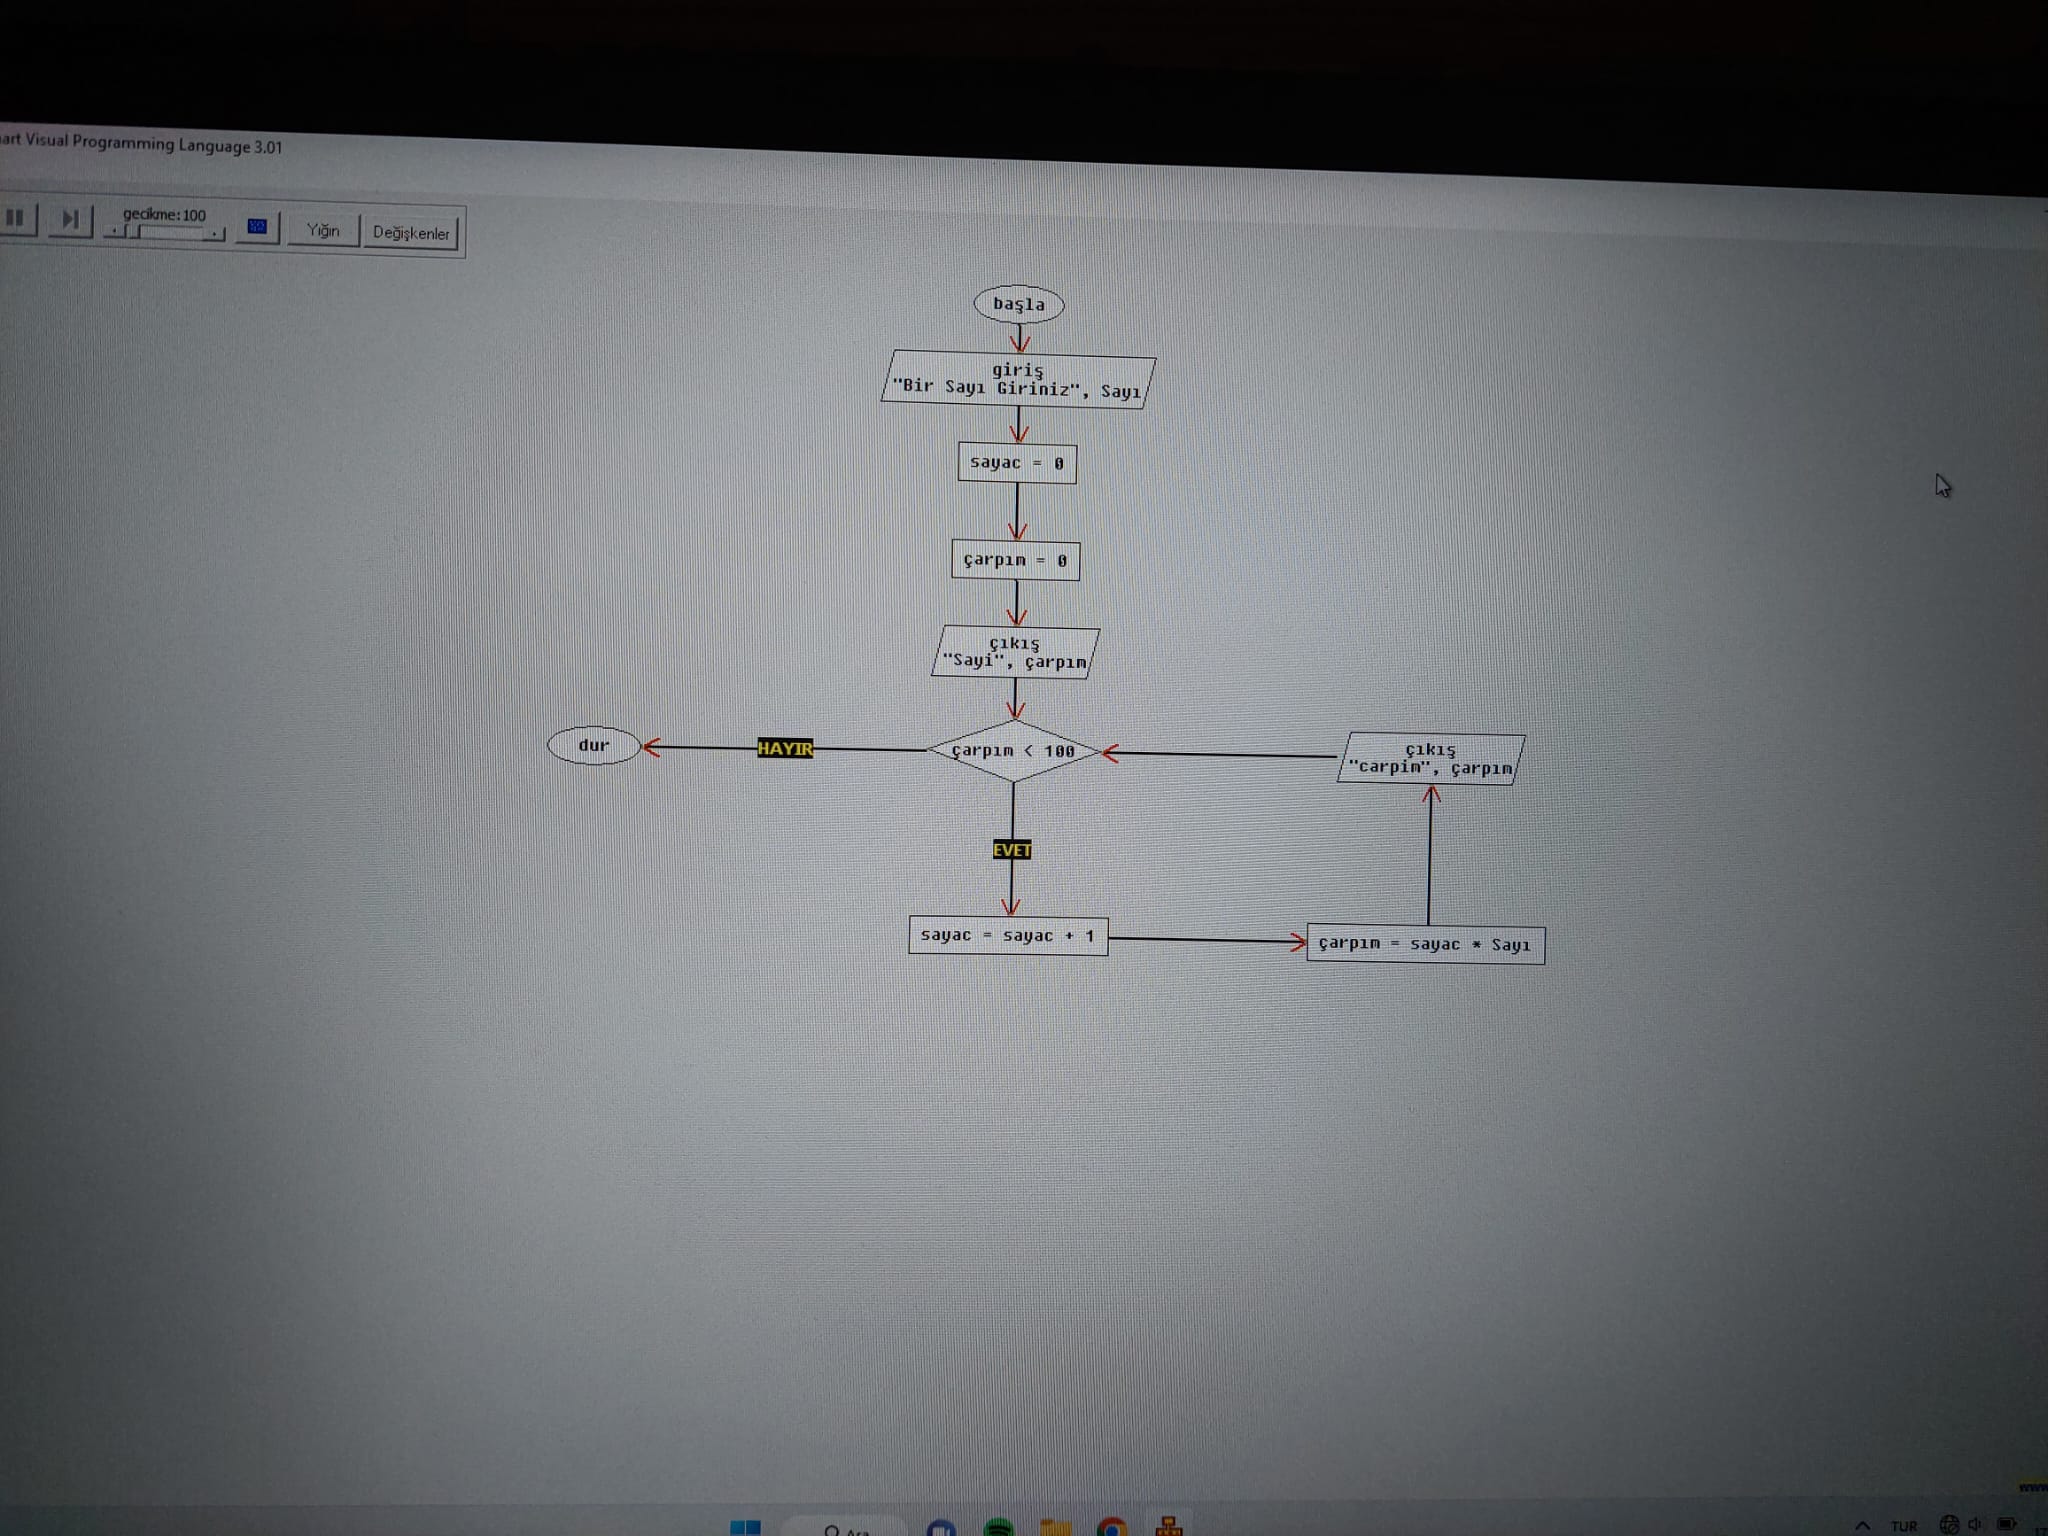 art Visual Programming Language 3.01
gecikme:100
Yığın
Değişkenler
başla
giriş
"Bir Sayı Giriniz", Sayı
sayac = 0
çarpım = 0
çıkış
"Sayi", çarpım
dur
HAYIR
çarpım < 100
çıkış
"carpim", çarpım
EVET
sayac = sayac + 1
çarpım = sayac * Sayı
www
Ara
TUR